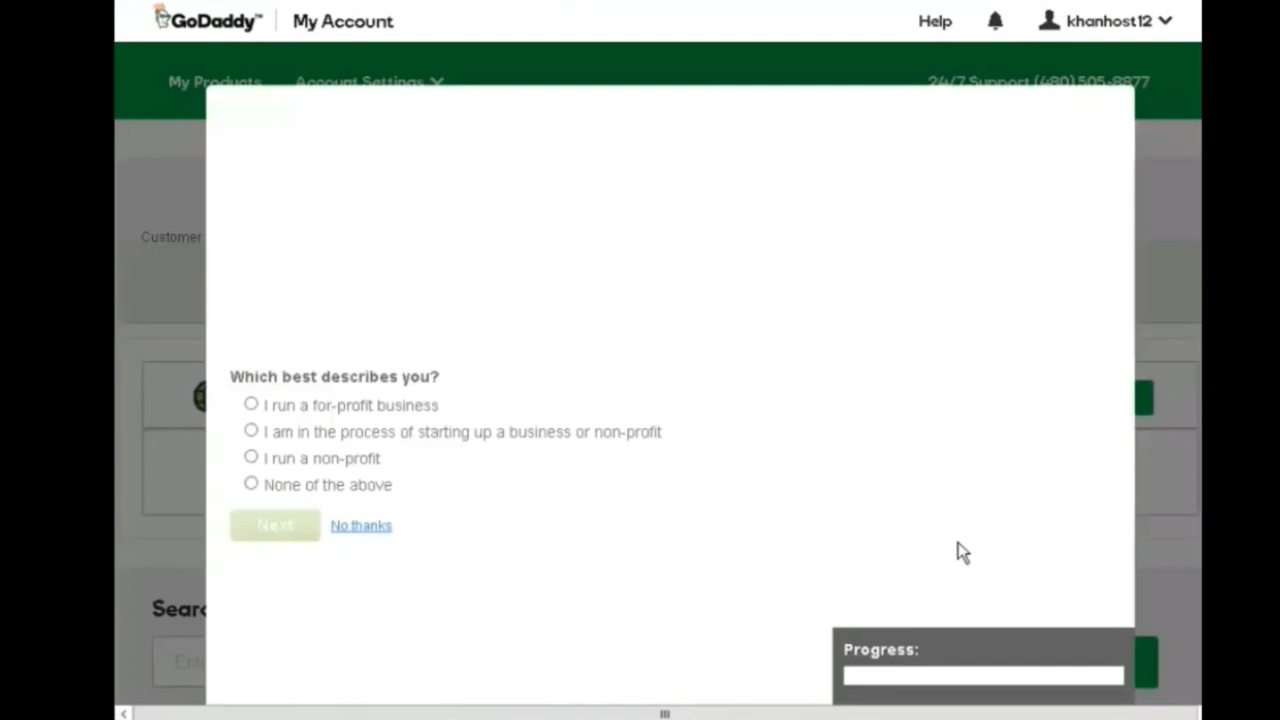 GoDaddy™ My Account Help khanhost12
My Products Account Settings 24/7 Support (480) 505-8877
Customer
Which best describes you?
I run a for-profit business
I am in the process of starting up a business or non-profit
I run a non-profit
None of the above
Next No thanks
Searc
Progress: